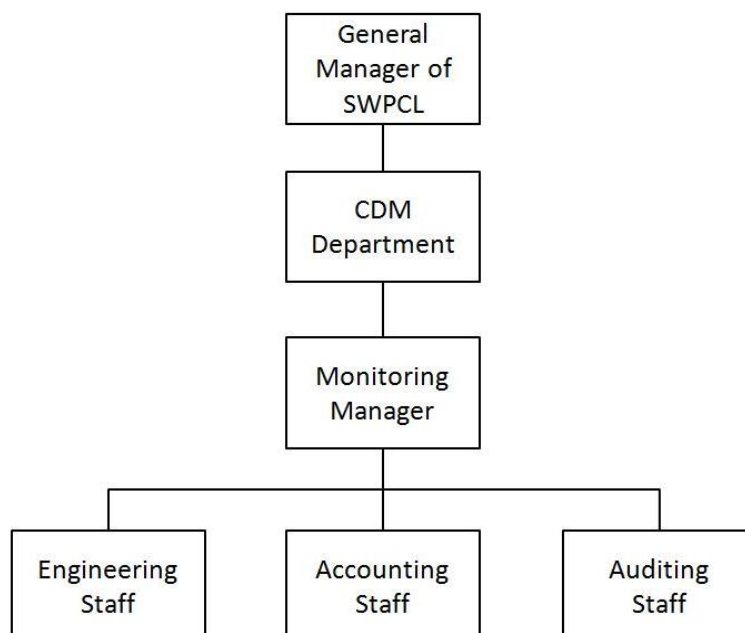 General
Manager of
SWPCL
CDM
Department
Monitoring
Manager
Engineering
Staff
Accounting
Staff
Auditing
Staff